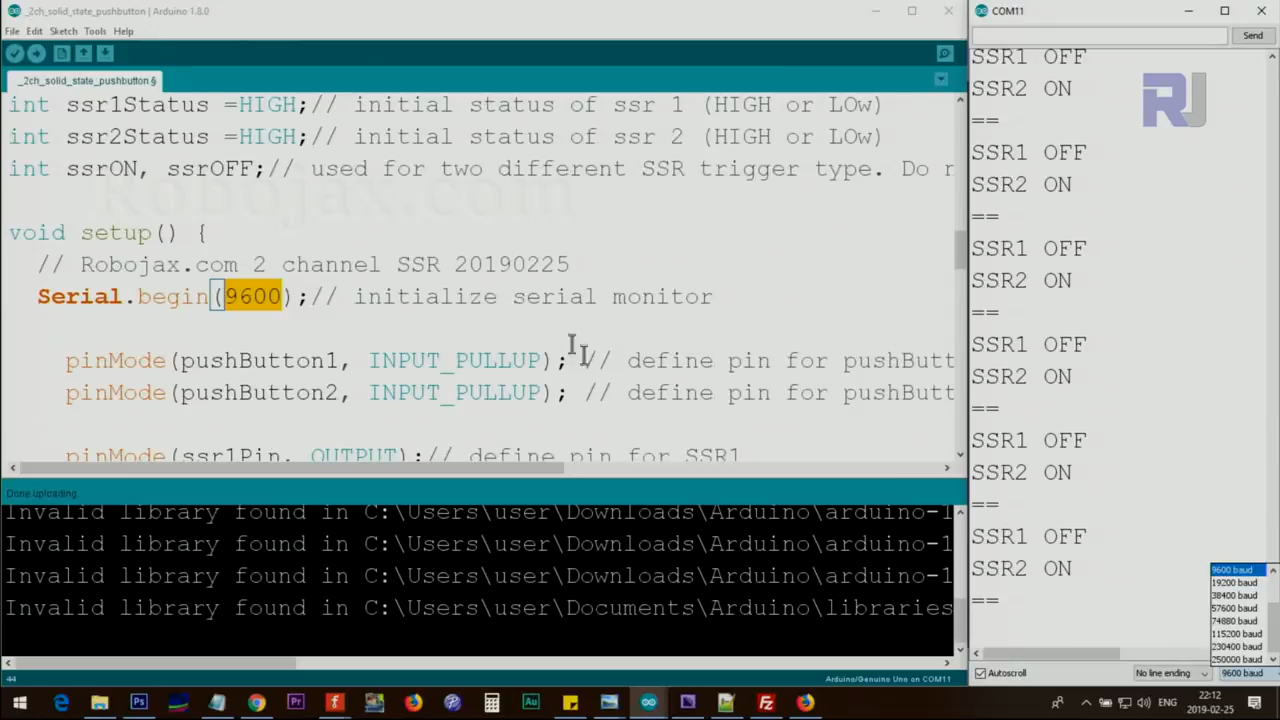 _2ch_solid_state_pushbutton | Arduino 1.8.0
File Edit Sketch Tools Help
_2ch_solid_state_pushbutton §
int ssr1Status =HIGH;// initial status of ssr 1 (HIGH or LOw)
int ssr2Status =HIGH;// initial status of ssr 2 (HIGH or LOw)
int ssrON, ssrOFF;// used for two different SSR trigger type. Do n
Robojax.com
void setup() {
// Robojax.com 2 channel SSR 20190225
Serial.begin(9600);// initialize serial monitor
pinMode(pushButton1, INPUT_PULLUP); // define pin for pushButt
pinMode(pushButton2, INPUT_PULLUP); // define pin for pushButt
pinMode(ssr1Pin, OUTPUT);// define pin for SSR1
Done uploading.
Invalid library found in C:\Users\user\Downloads\Arduino\arduino-1
Invalid library found in C:\Users\user\Downloads\Arduino\arduino-1
Invalid library found in C:\Users\user\Downloads\Arduino\arduino-1
Invalid library found in C:\Users\user\Documents\Arduino\libraries
44
Arduino/Genuino Uno on COM11
COM11
Send
SSR1 OFF
SSR2 ON
==
SSR1 OFF
SSR2 ON
==
SSR1 OFF
SSR2 ON
==
SSR1 OFF
SSR2 ON
==
SSR1 OFF
SSR2 ON
==
SSR1 OFF
SSR2 ON
==
RJ
9600 baud
19200 baud
38400 baud
57600 baud
74880 baud
115200 baud
230400 baud
250000 baud
Autoscroll
No line ending
9600 baud
ENG
22:12
2019-02-25